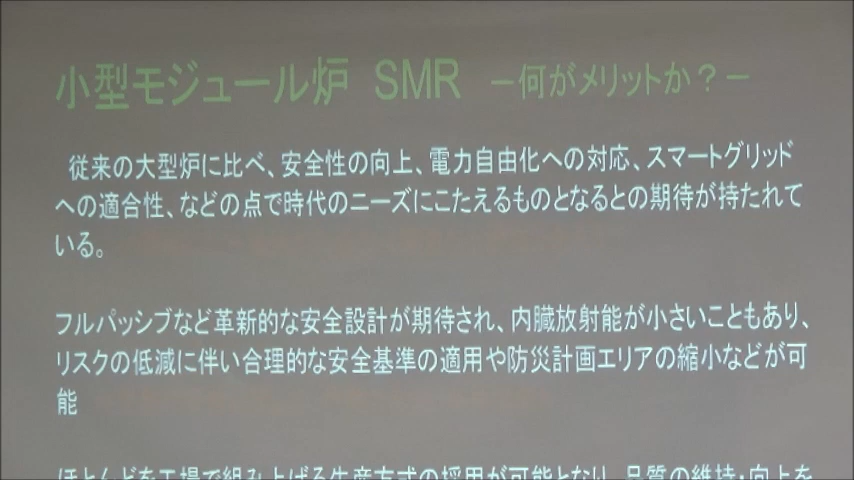 小型モジュール炉 SMR －何がメリットか？－
従来の大型炉に比べ、安全性の向上、電力自由化への対応、スマートグリッド
への適合性、などの点で時代のニーズにこたえるものとなるとの期待が持たれて
いる。
フルパッシブなど革新的な安全設計が期待され、内臓放射能が小さいこともあり、
リスクの低減に伴い合理的な安全基準の適用や防災計画エリアの縮小などが可
能
ほとんどを工場で組み上げる生産方式の採用が可能となり、品質の維持・向上を